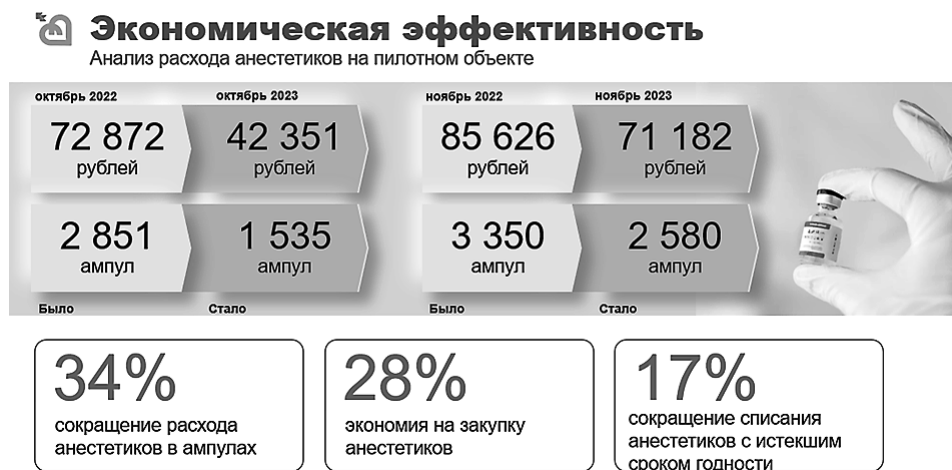 Экономическая эффективность
Анализ расхода анестетиков на пилотном объекте
октябрь 2022
октябрь 2023
ноябрь 2022
ноябрь 2023
72 872
42 351
85 626
71 182
рублей
рублей
рублей
рублей
2 851
1 535
3 350
2 580
ампул
ампул
ампул
ампул
Было
Стало
Было
Стало
34%
сокращение расхода
анестетиков в ампулах
28%
экономия на закупку
анестетиков
17%
сокращение списания
анестетиков с истекшим
сроком годности